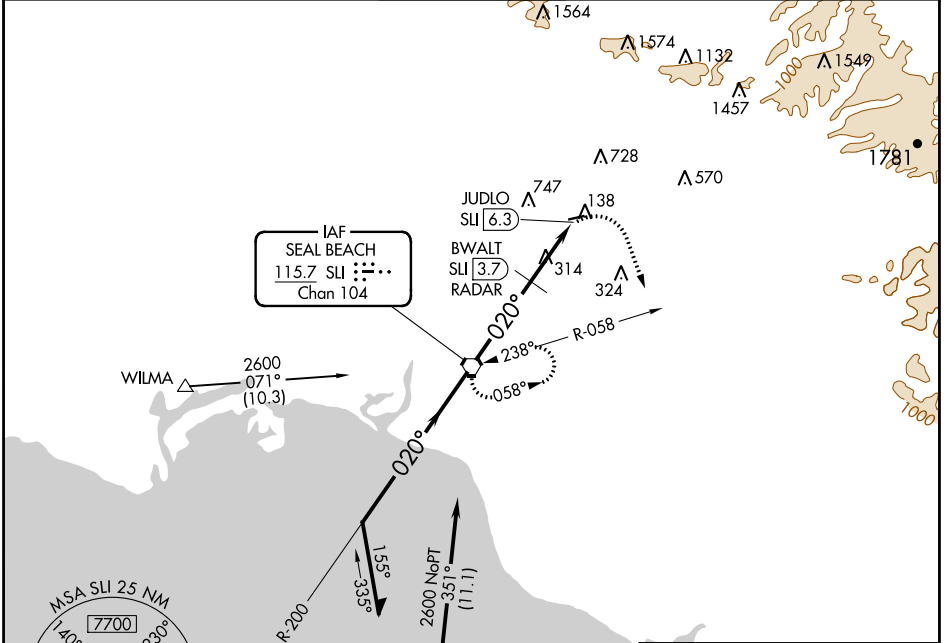 1564
1574
1132
1549
1000
1457
1781
728
570
747
JUDLO
SLI 6.3
138
IAF
SEAL BEACH
115.7 SLI
Chan 104
BWALT
SLI 3.7
RADAR
314
324
020°
R-058
238°
058°
WILMA
2600
071°
(10.3)
1000
020°
155°
335°
2600 NoPT
351°
(11.1)
R-200
MSA SLI 25 NM
7700
140°
230°